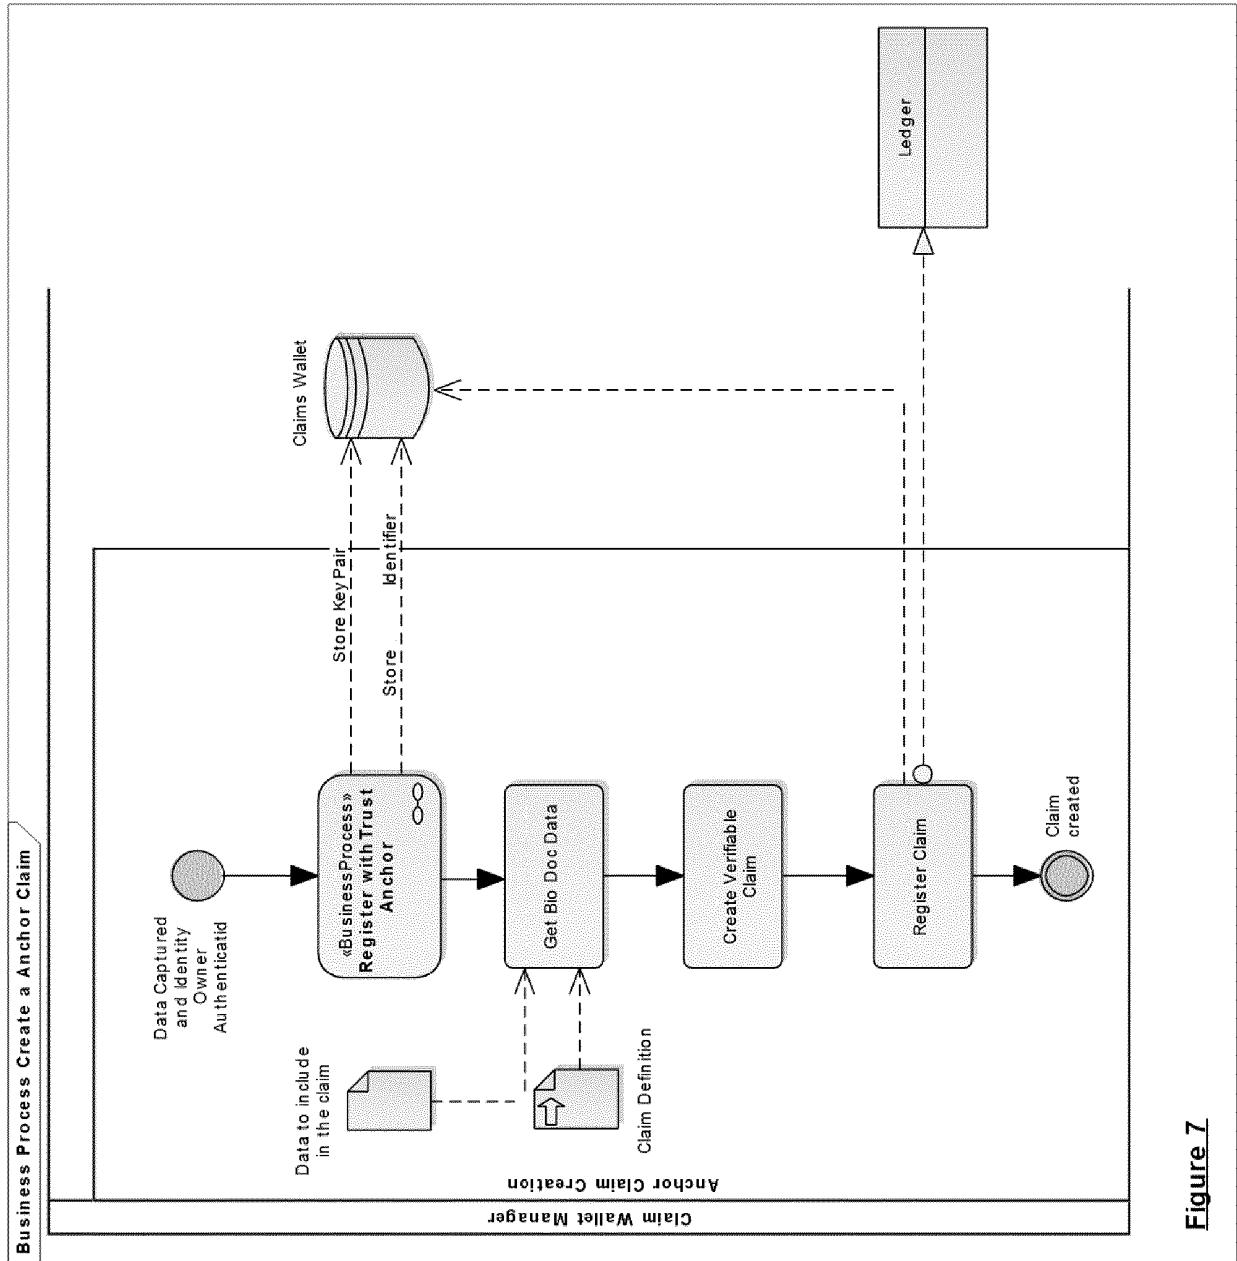 Business Process Create a Anchor Claim
Claim Wallet Manager
Anchor Claim Creation
Data Captured
and Identity
Owner
Authenticatid
«BusinessProcess»
Register with Trust
Anchor
Store Key Pair
Store Identifier
Claims Wallet
Data to include
in the claim
Claim Definition
Get Bio Doc Data
Create Verifiable
Claim
Register Claim
Claim
created
Ledger
Figure 7